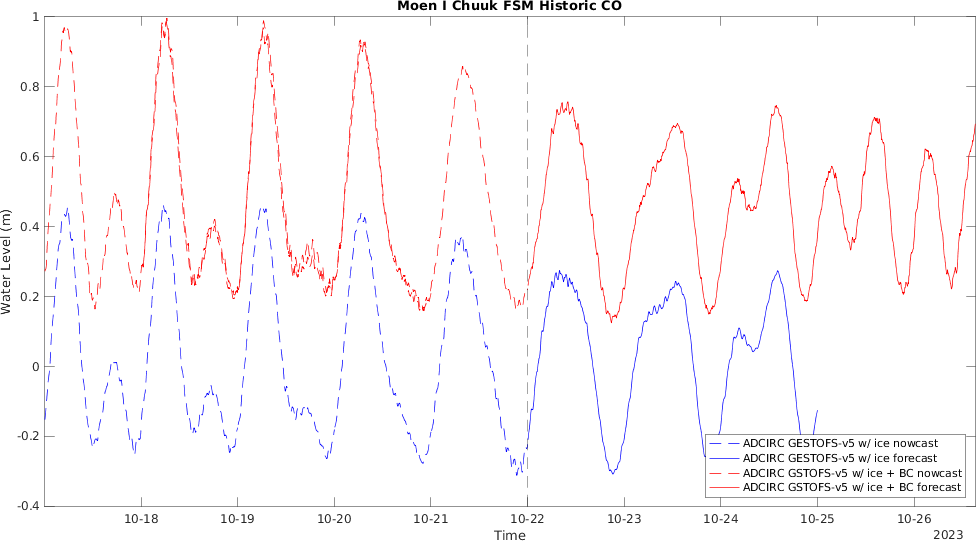 Moen I Chuuk FSM Historic CO
1
0.8
0.6
0.4
0.2
0
-0.2
-0.4
Water Level (m)
10-18 10-19 10-20 10-21 10-22 10-23 10-24 10-25 10-26
Time
2023
ADCIRC GESTOFS-v5 w/ ice nowcast
ADCIRC GESTOFS-v5 w/ ice forecast
ADCIRC GSTOFS-v5 w/ ice + BC nowcast
ADCIRC GSTOFS-v5 w/ ice + BC forecast